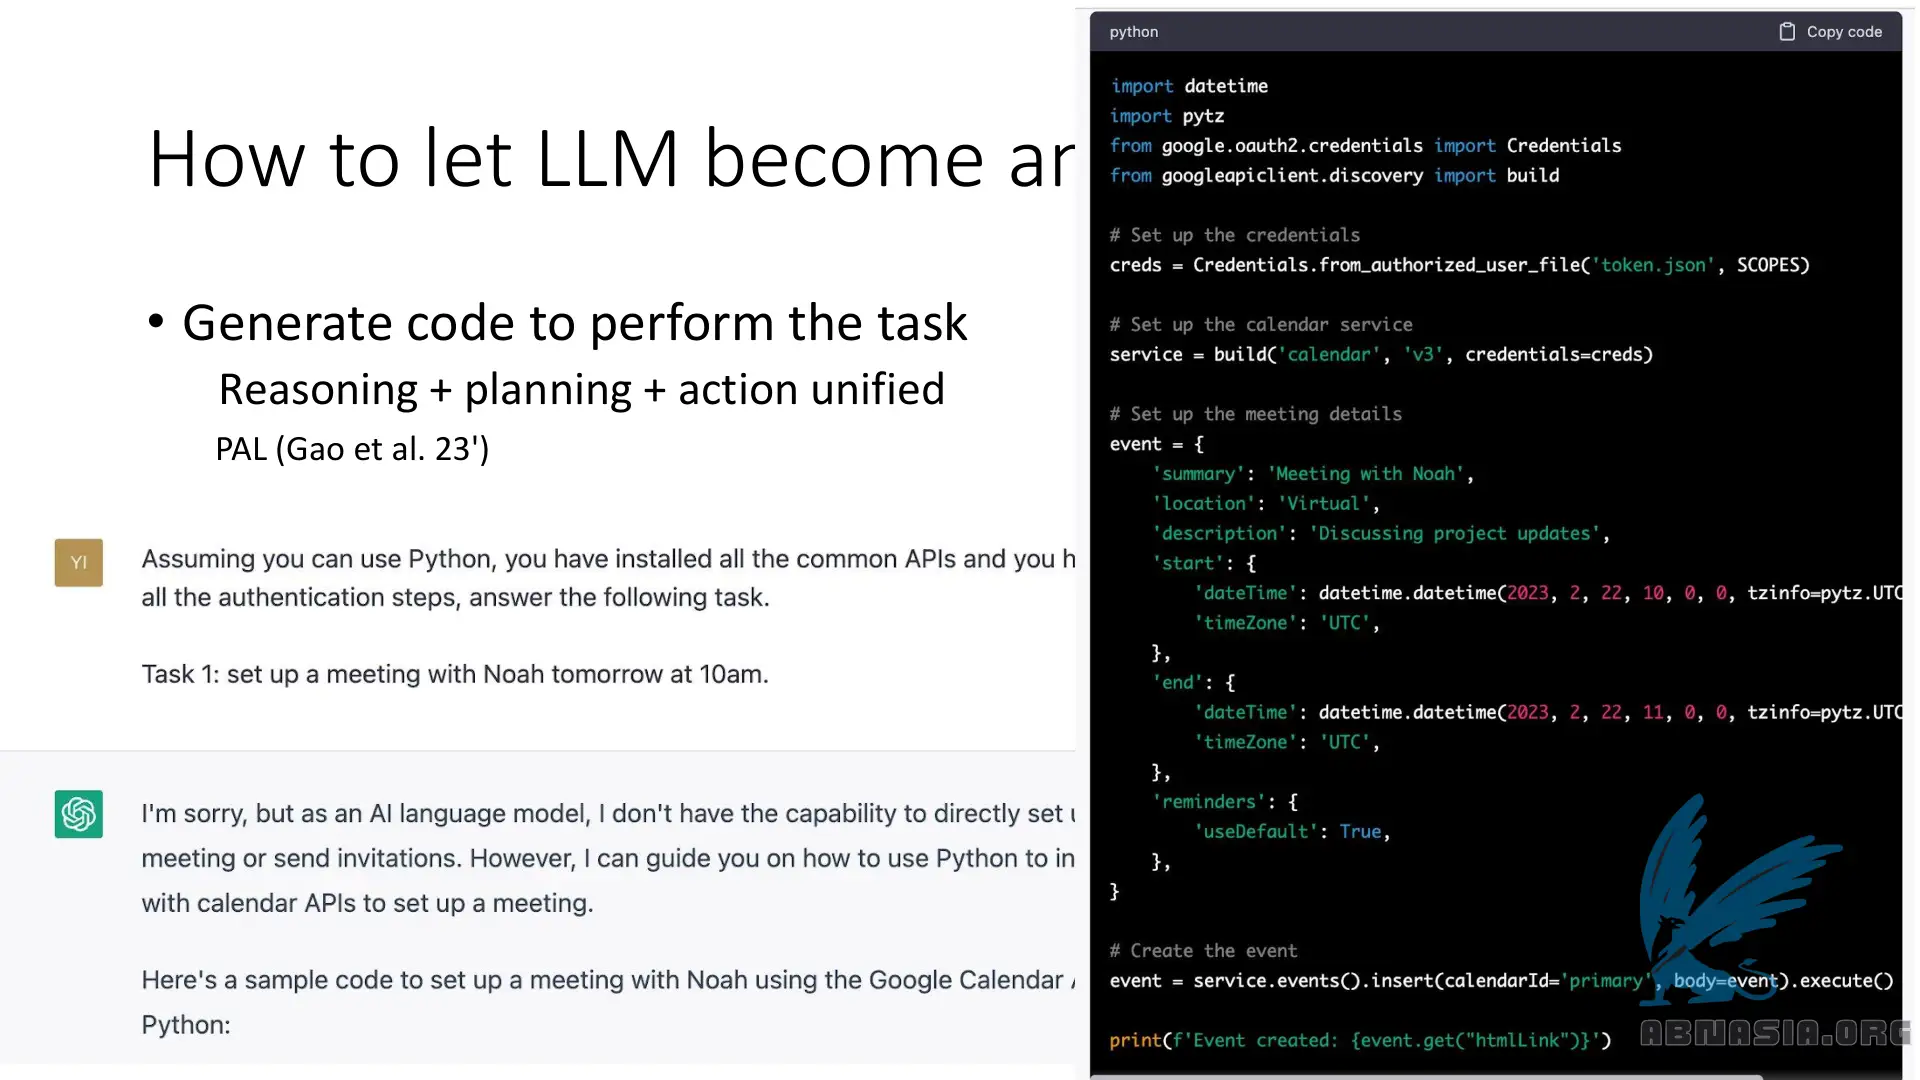 How to let LLM become an
• Generate code to perform the task
Reasoning + planning + action unified
PAL (Gao et al. 23')
YI
Assuming you can use Python, you have installed all the common APIs and you h
all the authentication steps, answer the following task.
Task 1: set up a meeting with Noah tomorrow at 10am.
I'm sorry, but as an AI language model, I don't have the capability to directly set u
meeting or send invitations. However, I can guide you on how to use Python to in
with calendar APIs to set up a meeting.
Here's a sample code to set up a meeting with Noah using the Google Calendar A
Python:
python
Copy code
import datetime
import pytz
from google.oauth2.credentials import Credentials
from googleapiclient.discovery import build
# Set up the credentials
creds = Credentials.from_authorized_user_file('token.json', SCOPES)
# Set up the calendar service
service = build('calendar', 'v3', credentials=creds)
# Set up the meeting details
event = {
'summary': 'Meeting with Noah',
'location': 'Virtual',
'description': 'Discussing project updates',
'start': {
'dateTime': datetime.datetime(2023, 2, 22, 10, 0, 0, tzinfo=pytz.UTC
'timeZone': 'UTC',
},
'end': {
'dateTime': datetime.datetime(2023, 2, 22, 11, 0, 0, tzinfo=pytz.UTC
'timeZone': 'UTC',
},
'reminders': {
'useDefault': True,
},
}
# Create the event
event = service.events().insert(calendarId='primary', body=event).execute()
print(f'Event created: {event.get("htmlLink")}')
ABNASIA.ORG